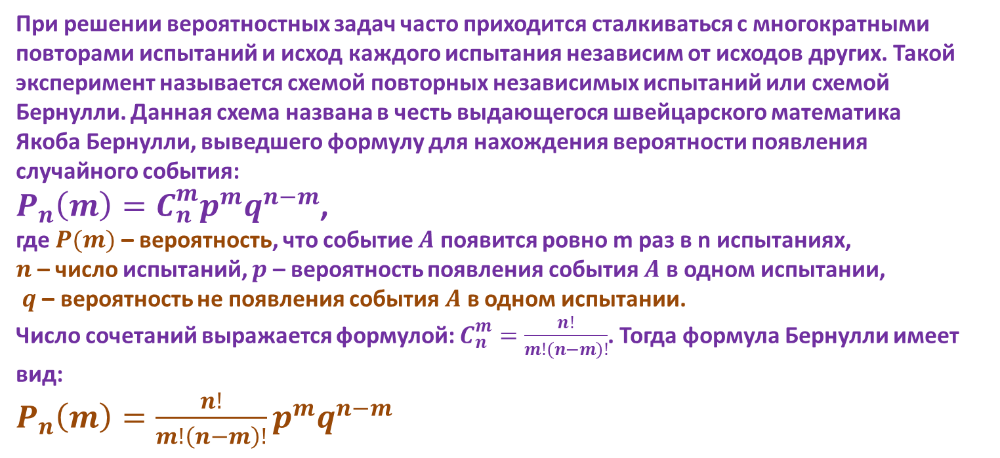 При решении вероятностных задач часто приходится сталкиваться с многократными
повторами испытаний и исход каждого испытания независим от исходов других. Такой
эксперимент называется схемой повторных независимых испытаний или схемой
Бернулли. Данная схема названа в честь выдающегося швейцарского математика
Якоба Бернулли, выведшего формулу для нахождения вероятности появления
случайного события:
$P_n(m) = C_n^m p^m q^{n-m}$,
где $P(m)$ – вероятность, что событие $A$ появится ровно m раз в n испытаниях,
$n$ – число испытаний, $p$ – вероятность появления события $A$ в одном испытании,
$q$ – вероятность не появления события $A$ в одном испытании.
Число сочетаний выражается формулой: $C_n^m = \frac{n!}{m!(n-m)!}$. Тогда формула Бернулли имеет
вид:
$P_n(m) = \frac{n!}{m!(n-m)!} p^m q^{n-m}$